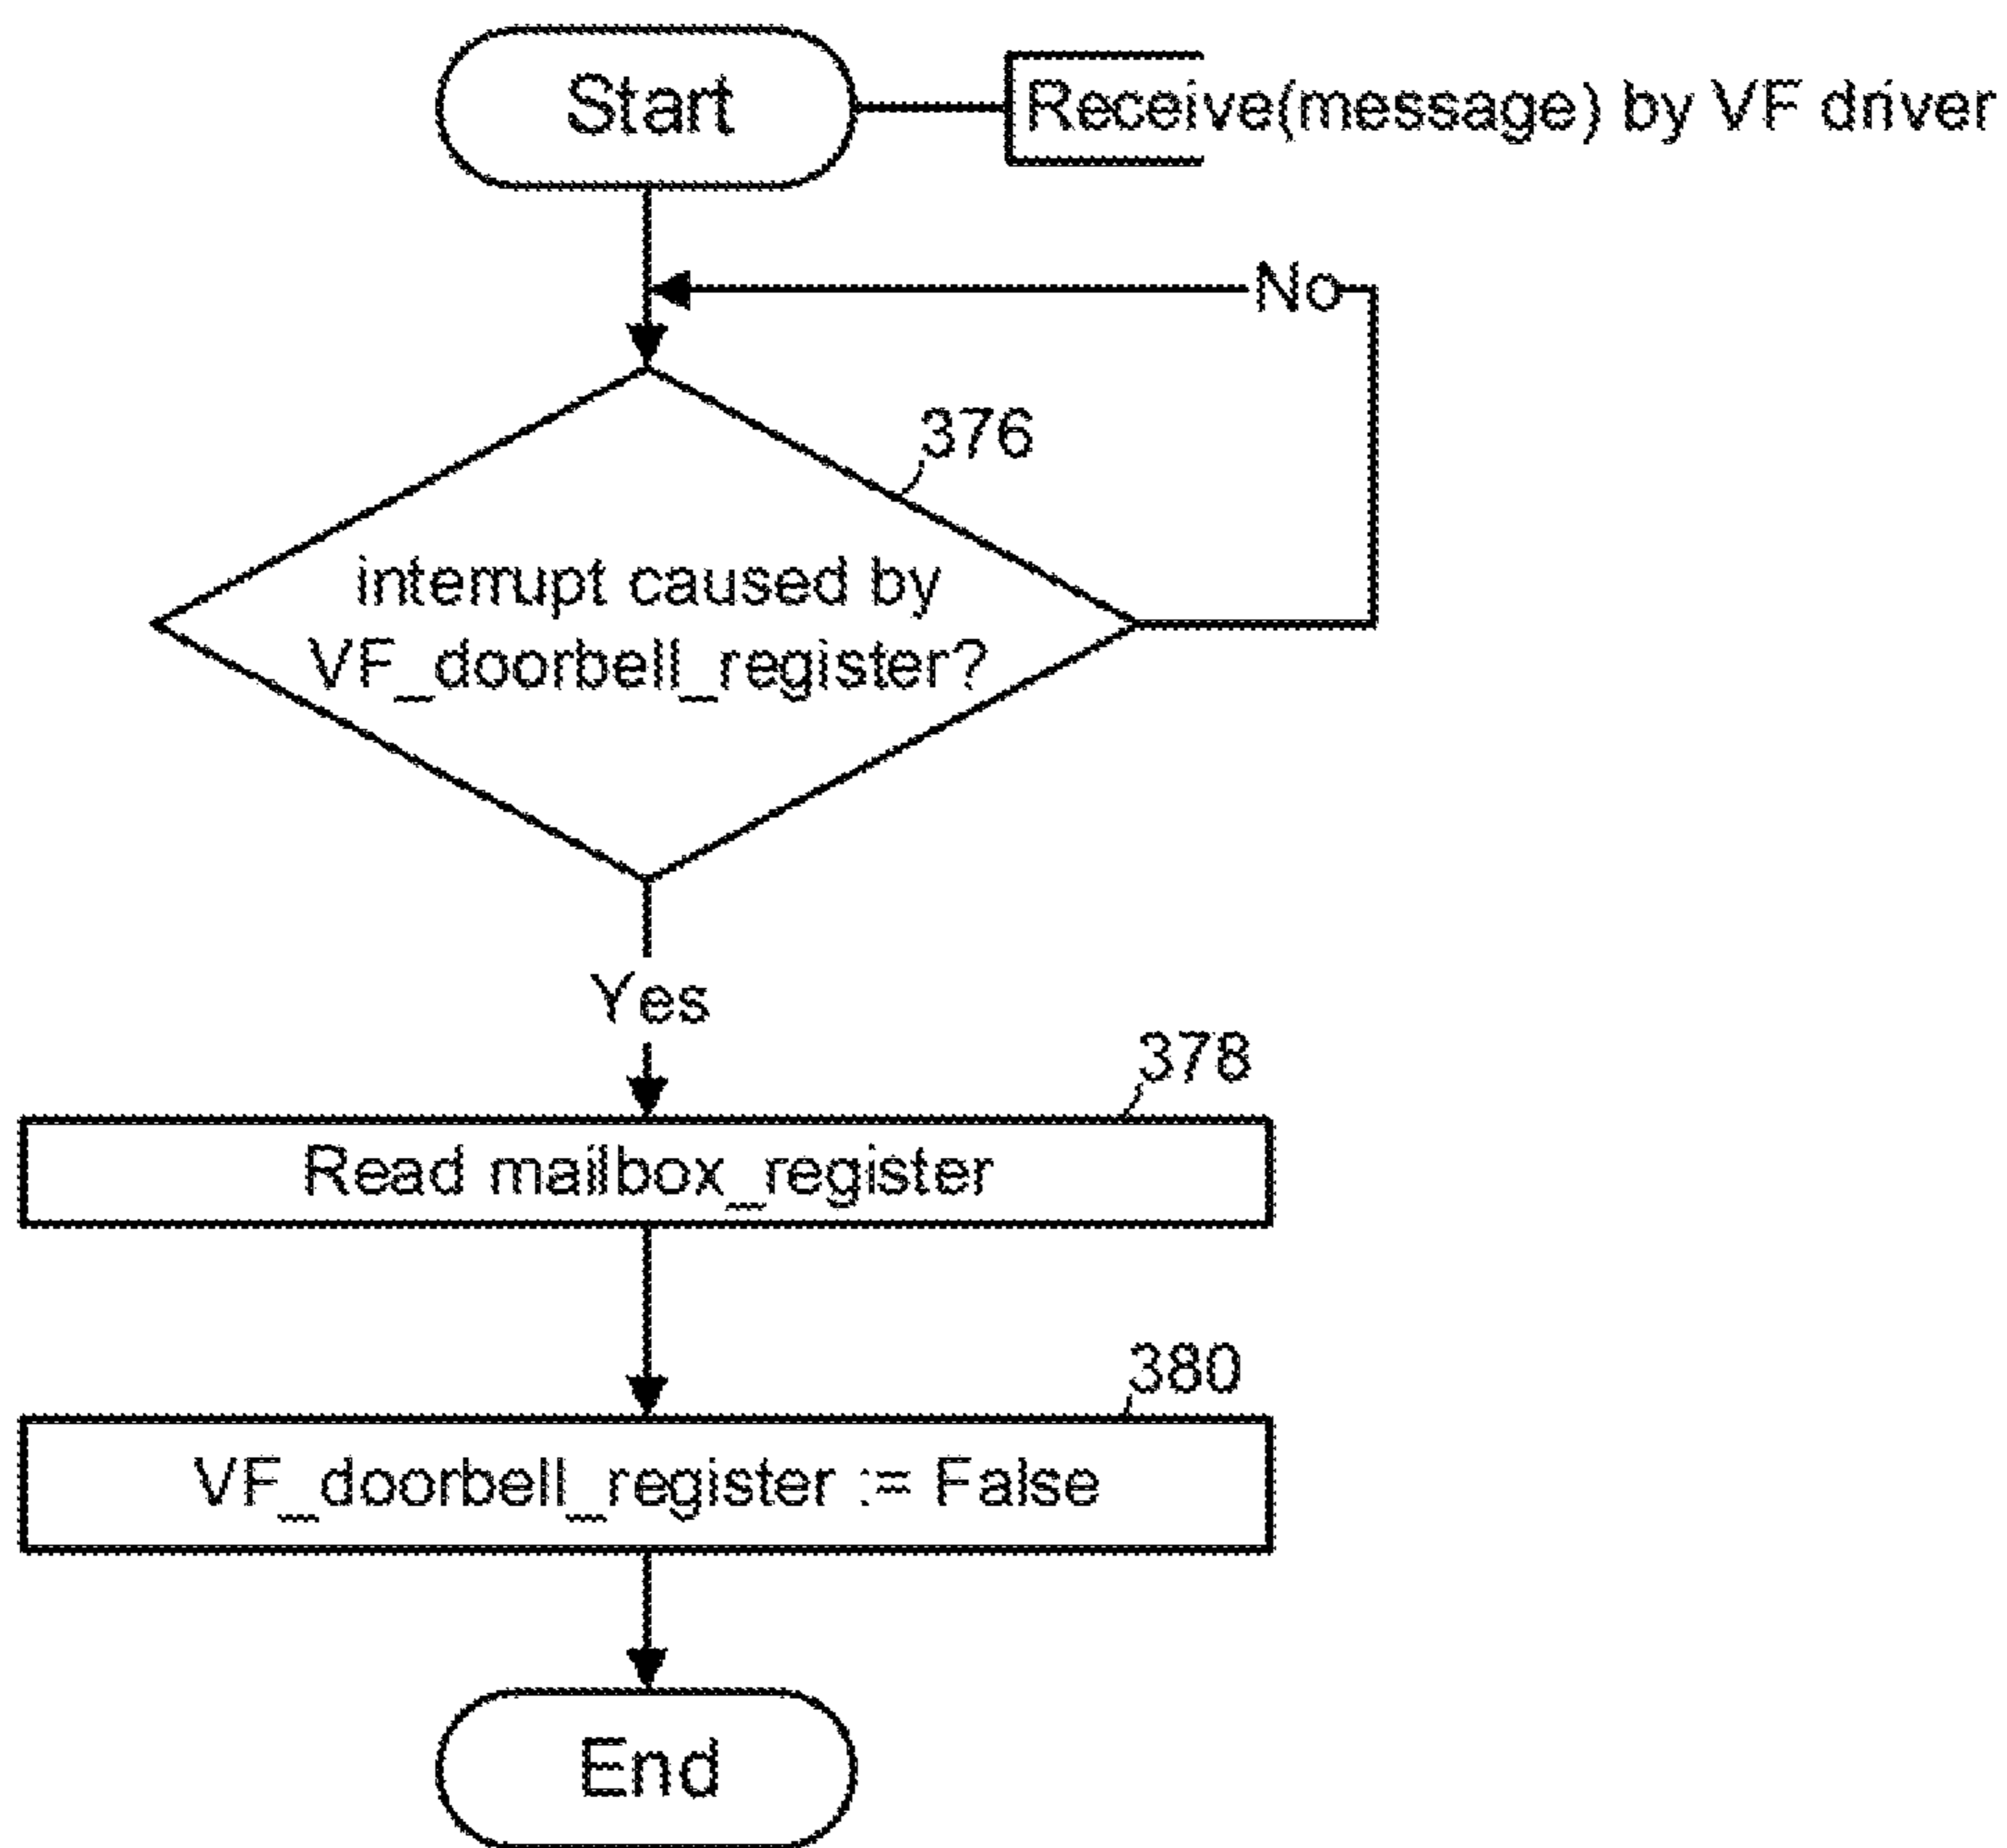 Start
Receive(message) by VF driver
No
376
interrupt caused by
VF_doorbell_register?
Yes
378
Read mailbox_register
380
VF_doorbell_register := False
End